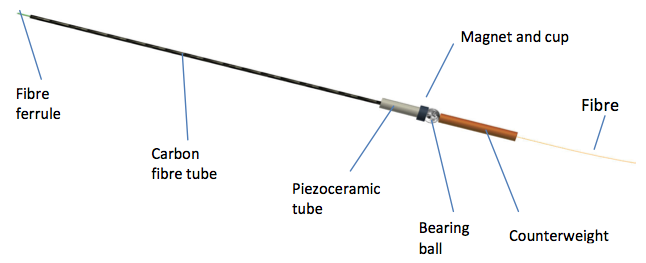 Magnet and cup
Fibre
ferrule
Fibre
Carbon
fibre tube
Piezoceramic
tube
Bearing
ball
Counterweight